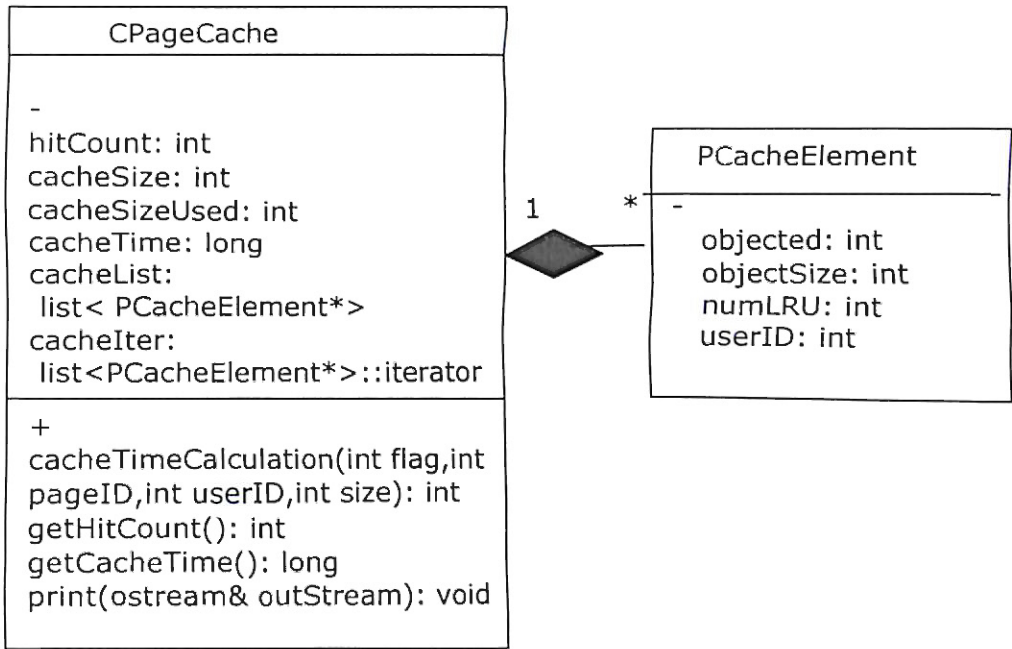 CPageCache
-
hitCount: int
cacheSize: int
cacheSizeUsed: int
cacheTime: long
cacheList:
list< PCacheElement*>
cacheIter:
list<PCacheElement*>::iterator
+
cacheTimeCalculation(int flag,int
pageID,int userID,int size): int
getHitCount(): int
getCacheTime(): long
print(ostream& outStream): void
1
*
PCacheElement
-
objected: int
objectSize: int
numLRU: int
userID: int